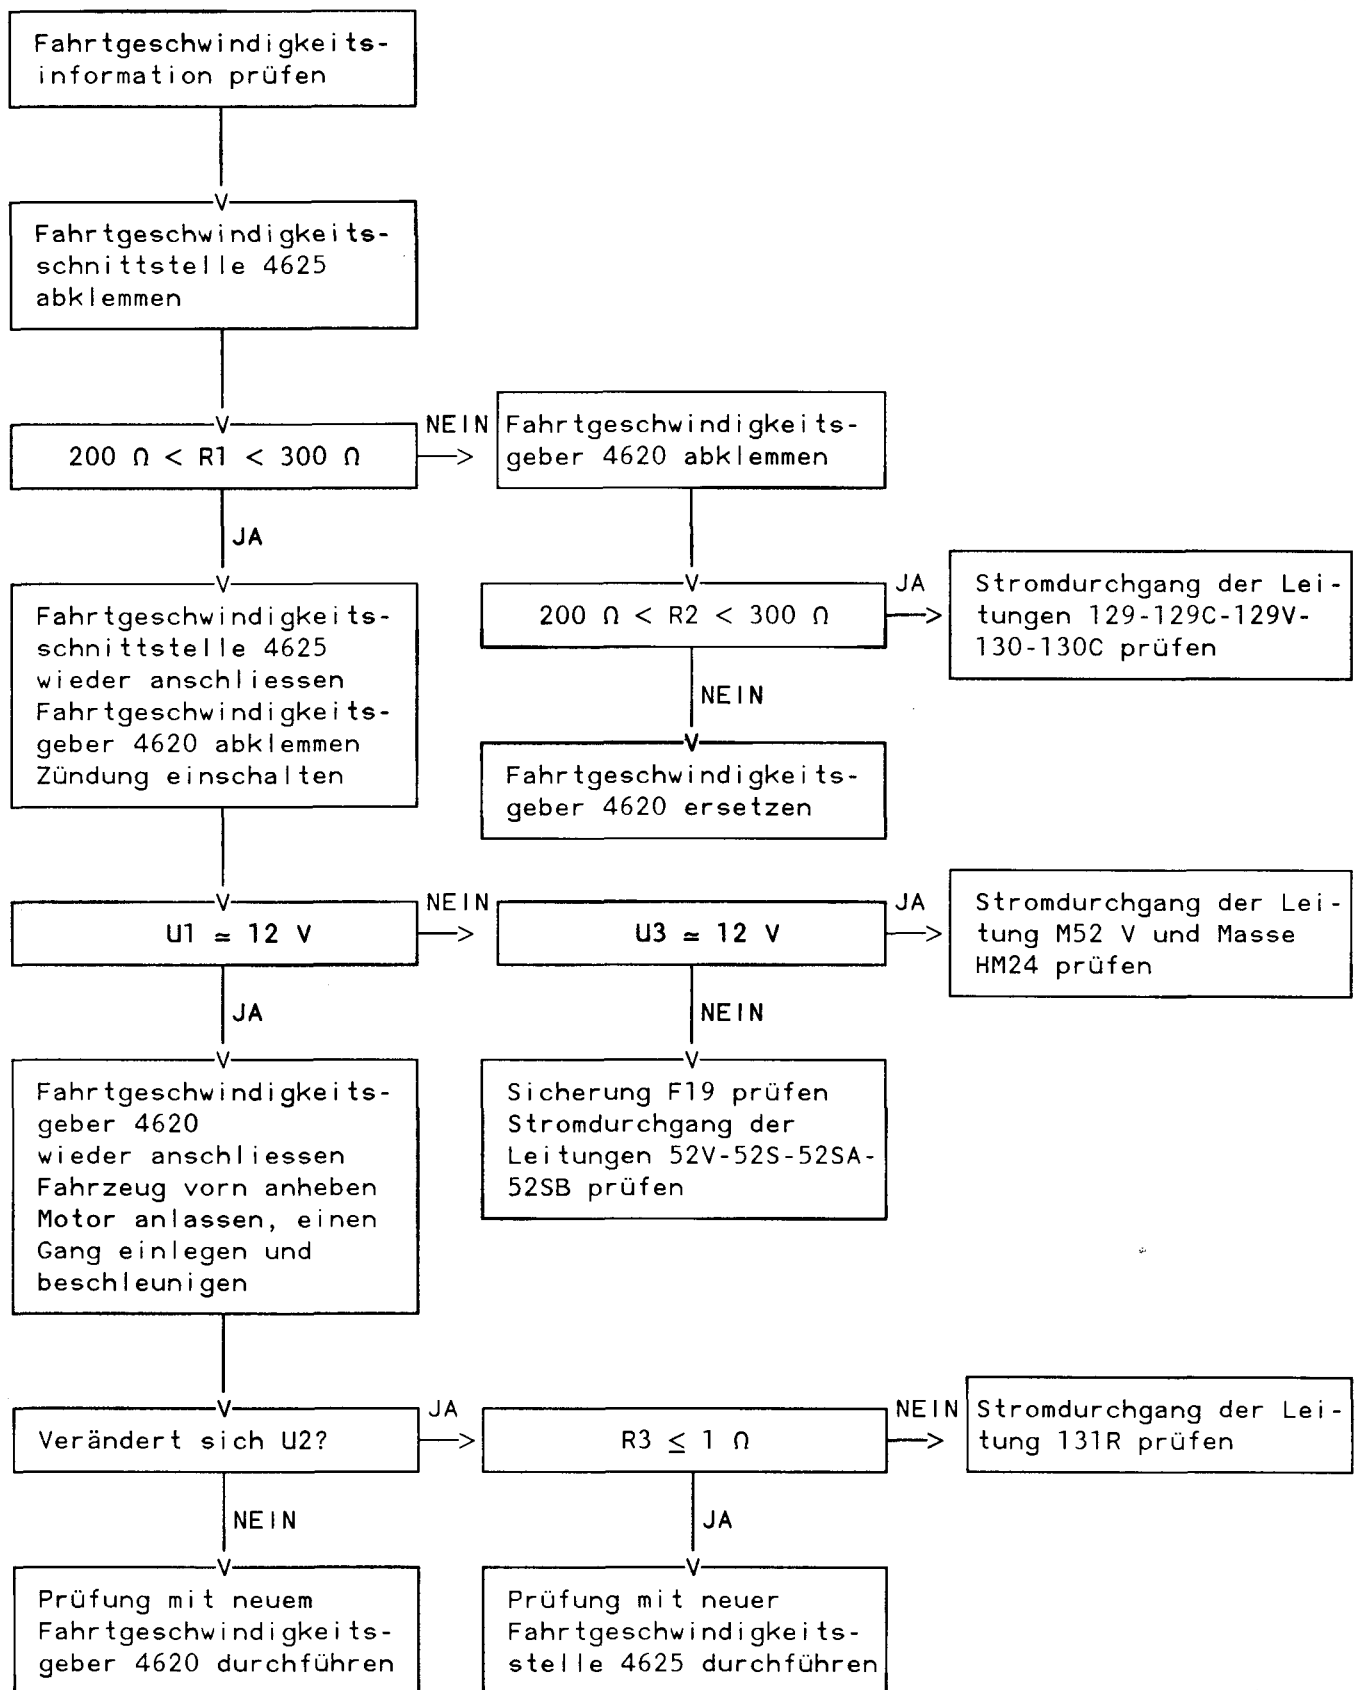 Fahrtgeschwindigkeits-
information prüfen
Fahrtgeschwindigkeits-
schnittstelle 4625
abklemmen
200 Ω < R1 < 300 Ω
NEIN
Fahrtgeschwindigkeits-
geber 4620 abklemmen
JA
200 Ω < R2 < 300 Ω
JA
Stromdurchgang der Lei-
tungen 129-129C-129V-
130-130C prüfen
Fahrtgeschwindigkeits-
schnittstelle 4625
wieder anschliessen
Fahrtgeschwindigkeits-
geber 4620 abklemmen
Zündung einschalten
NEIN
Fahrtgeschwindigkeits-
geber 4620 ersetzen
U1 ≃ 12 V
NEIN
U3 ≃ 12 V
JA
Stromdurchgang der Lei-
tung M52 V und Masse
HM24 prüfen
JA
NEIN
Fahrtgeschwindigkeits-
geber 4620
wieder anschliessen
Fahrzeug vorn anheben
Motor anlassen, einen
Gang einlegen und
beschleunigen
Sicherung F19 prüfen
Stromdurchgang der
Leitungen 52V-52S-52SA-
52SB prüfen
Verändert sich U2?
JA
R3 ≤ 1 Ω
NEIN
Stromdurchgang der Lei-
tung 131R prüfen
NEIN
JA
Prüfung mit neuem
Fahrtgeschwindigkeits-
geber 4620 durchführen
Prüfung mit neuer
Fahrtgeschwindigkeits-
stelle 4625 durchführen